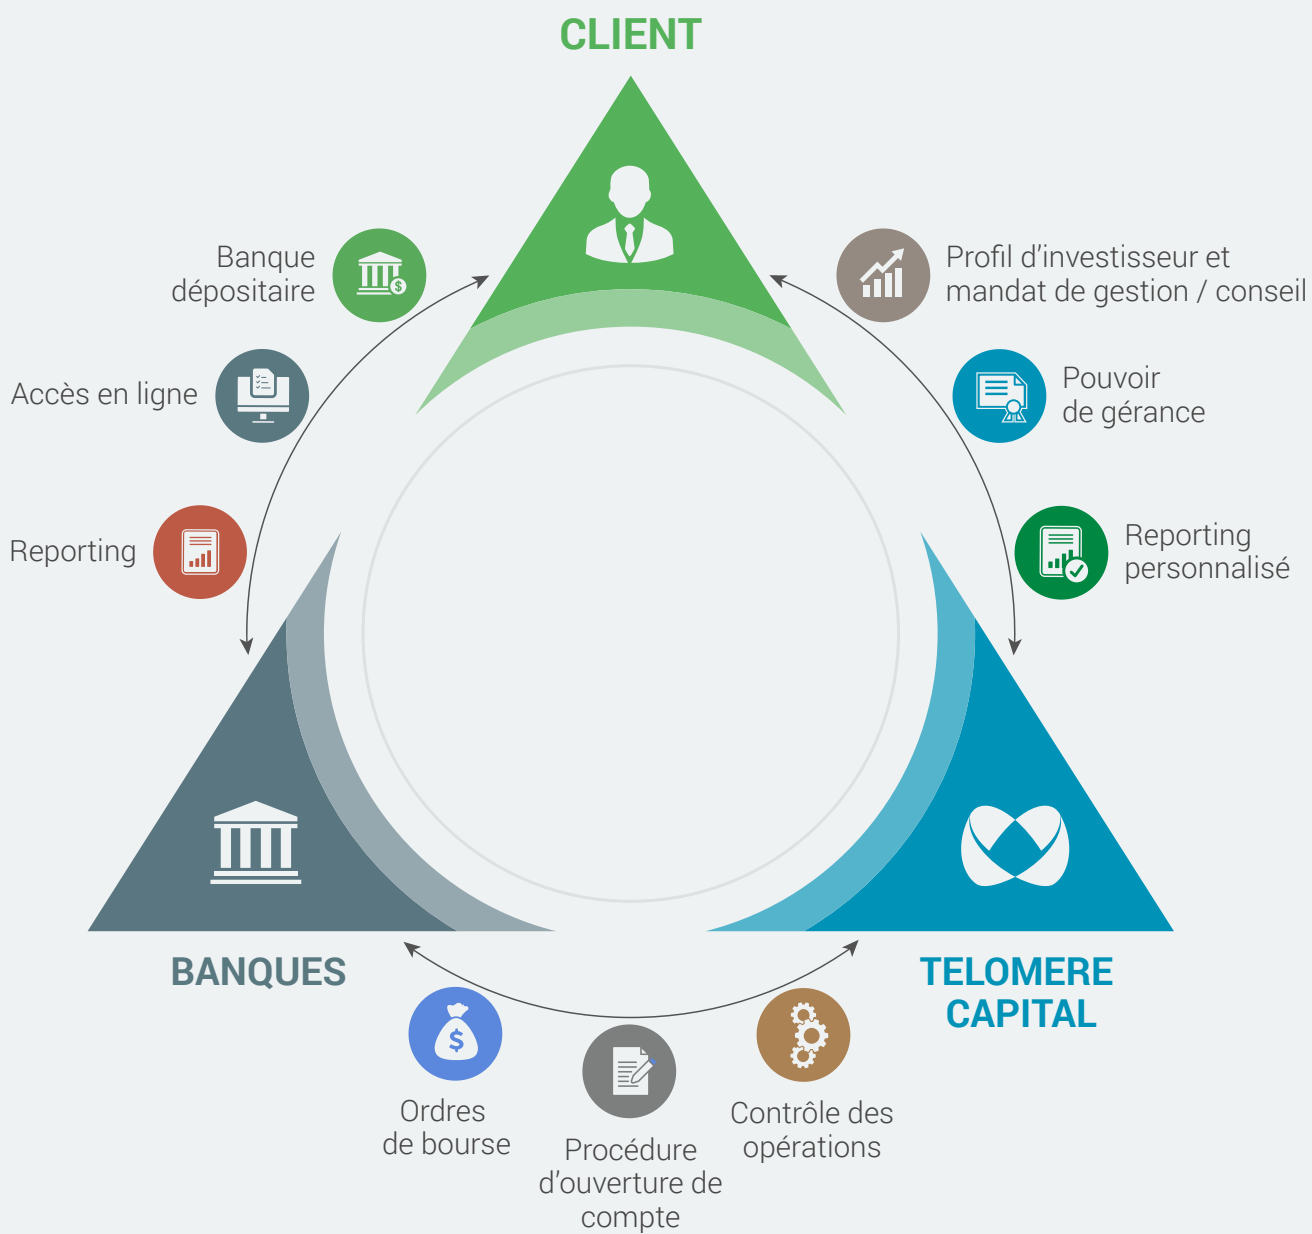 CLIENT
Banque
dépositaire
Profil d'investisseur et
mandat de gestion / conseil
Accès en ligne
Pouvoir
de gérance
Reporting
Reporting
personnalisé
$
BANQUES
TELOMERE
CAPITAL
$
Ordres
de bourse
Procédure
d'ouverture de
compte
Contrôle des
opérations